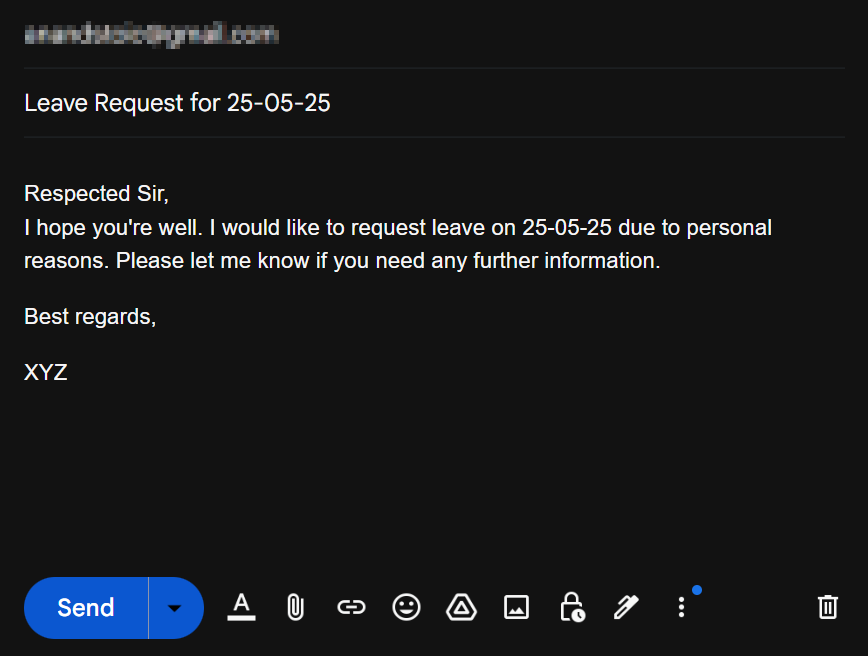 Leave Request for 25-05-25
Respected Sir,
I hope you're well. I would like to request leave on 25-05-25 due to personal
reasons. Please let me know if you need any further information.
Best regards,
XYZ
Send
A